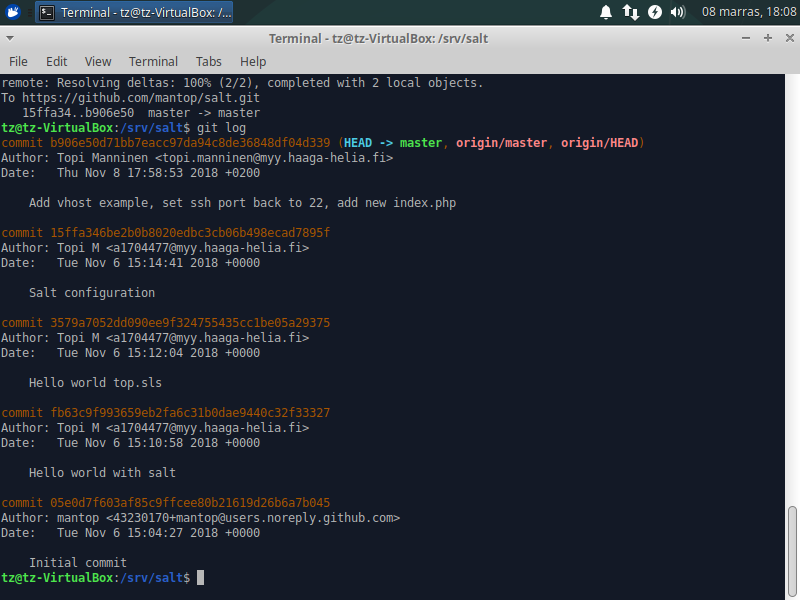 Terminal - tz@tz-VirtualBox: /...
08 marras, 18:08
Terminal - tz@tz-VirtualBox: /srv/salt
File Edit View Terminal Tabs Help
remote: Resolving deltas: 100% (2/2), completed with 2 local objects.
To https://github.com/mantop/salt.git
   15ffa34..b906e50  master -> master
tz@tz-VirtualBox:/srv/salt$ git log
commit b906e50d71bb7eacc97da94c8de36848df04d339 (HEAD -> master, origin/master, origin/HEAD)
Author: Topi Manninen <topi.manninen@myy.haaga-helia.fi>
Date:   Thu Nov 8 17:58:53 2018 +0200
    Add vhost example, set ssh port back to 22, add new index.php
commit 15ffa346be2b0b8020edbc3cb06b498ecad7895f
Author: Topi M <a1704477@myy.haaga-helia.fi>
Date:   Tue Nov 6 15:14:41 2018 +0000
    Salt configuration
commit 3579a7052dd090ee9f324755435cc1be05a29375
Author: Topi M <a1704477@myy.haaga-helia.fi>
Date:   Tue Nov 6 15:12:04 2018 +0000
    Hello world top.sls
commit fb63c9f993659eb2fa6c31b0dae9440c32f33327
Author: Topi M <a1704477@myy.haaga-helia.fi>
Date:   Tue Nov 6 15:10:58 2018 +0000
    Hello world with salt
commit 05e0d7f603af85c9ffcee80b21619d26b6a7b045
Author: mantop <43230170+mantop@users.noreply.github.com>
Date:   Tue Nov 6 15:04:27 2018 +0000
    Initial commit
tz@tz-VirtualBox:/srv/salt$